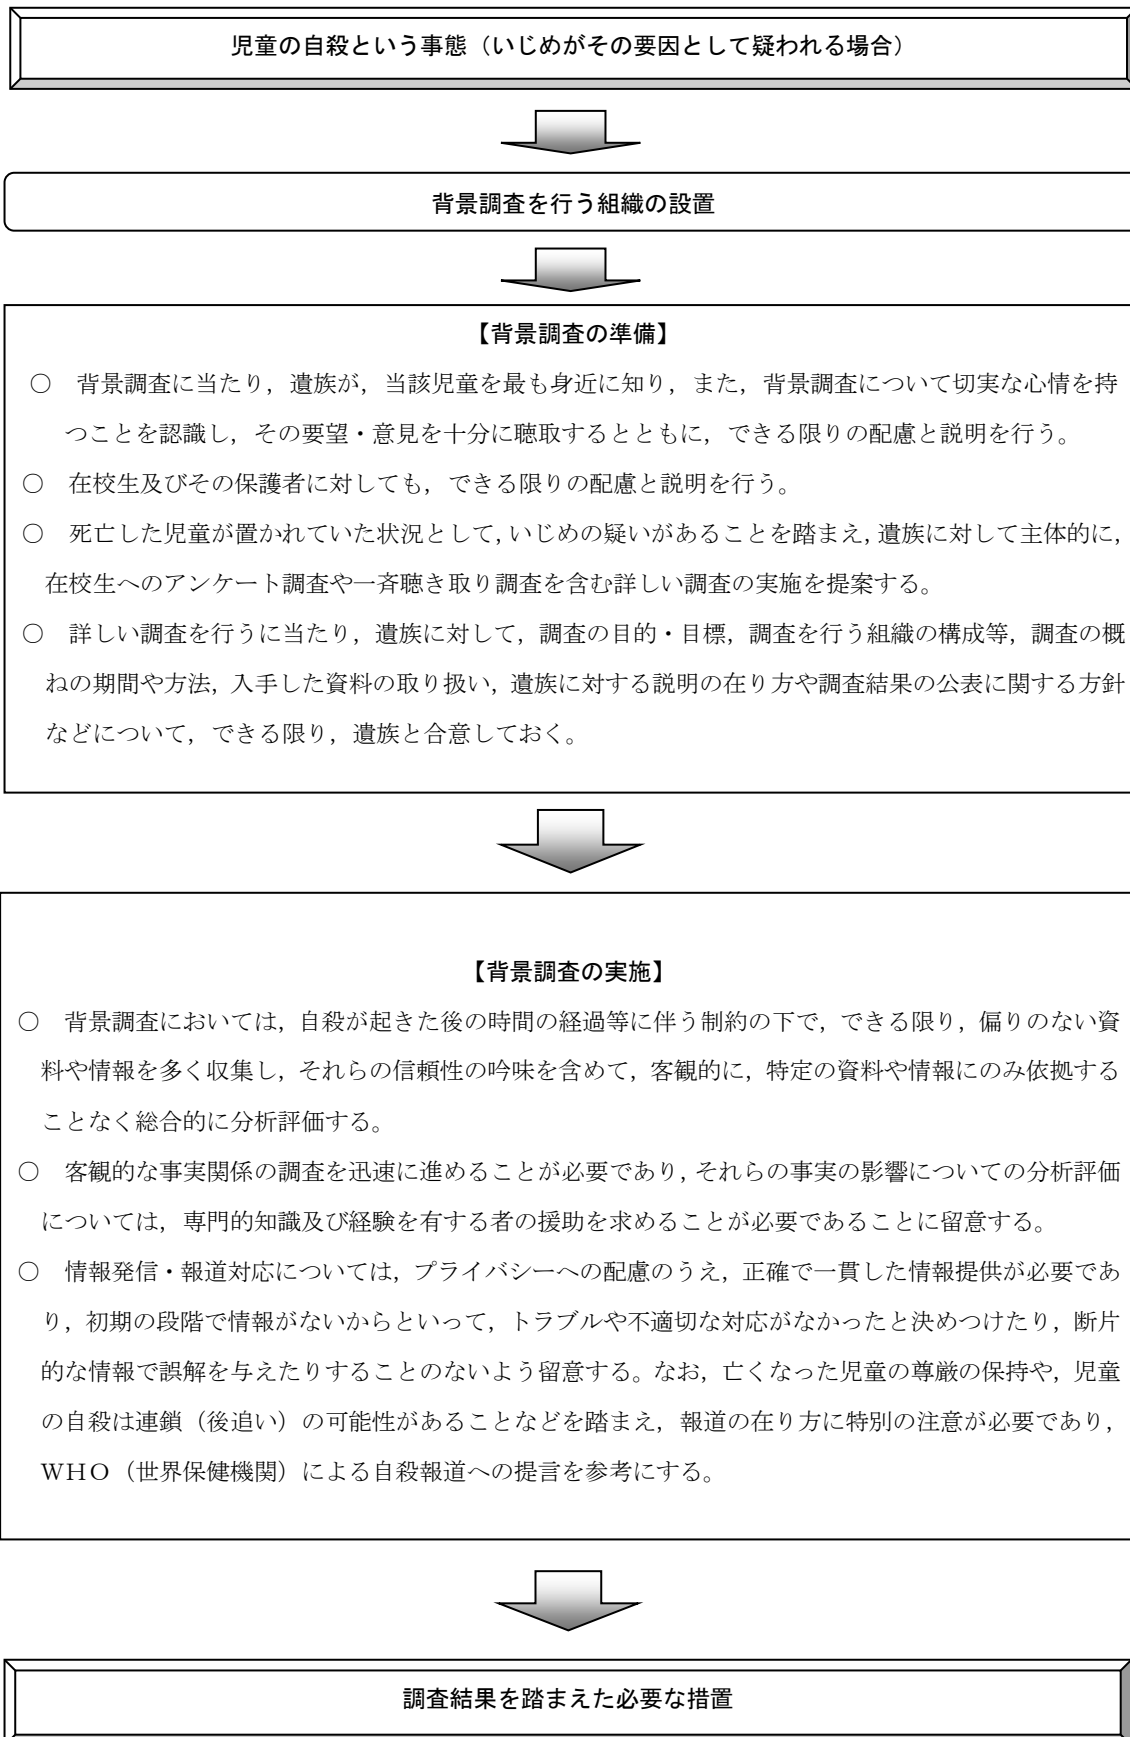 児童の自殺という事態（いじめがその要因として疑われる場合）
背景調査を行う組織の設置
【背景調査の準備】
○　背景調査に当たり，遺族が，当該児童を最も身近に知り，また，背景調査について切実な心情を持
つことを認識し，その要望・意見を十分に聴取するとともに，できる限りの配慮と説明を行う。
○　在校生及びその保護者に対しても，できる限りの配慮と説明を行う。
○　死亡した児童が置かれていた状況として，いじめの疑いがあることを踏まえ，遺族に対して主体的に，
在校生へのアンケート調査や一斉聴き取り調査を含む詳しい調査の実施を提案する。
○　詳しい調査を行うに当たり，遺族に対して，調査の目的・目標，調査を行う組織の構成等，調査の概
ねの期間や方法，入手した資料の取り扱い，遺族に対する説明の在り方や調査結果の公表に関する方針
などについて，できる限り，遺族と合意しておく。
【背景調査の実施】
○　背景調査においては，自殺が起きた後の時間の経過等に伴う制約の下で，できる限り，偏りのない資
料や情報を多く収集し，それらの信頼性の吟味を含めて，客観的に，特定の資料や情報にのみ依拠する
ことなく総合的に分析評価する。
○　客観的な事実関係の調査を迅速に進めることが必要であり，それらの事実の影響についての分析評価
については，専門的知識及び経験を有する者の援助を求めることが必要であることに留意する。
○　情報発信・報道対応については，プライバシーへの配慮のうえ，正確で一貫した情報提供が必要であ
り，初期の段階で情報がないからといって，トラブルや不適切な対応がなかったと決めつけたり，断片
的な情報で誤解を与えたりすることのないよう留意する。なお，亡くなった児童の尊厳の保持や，児童
の自殺は連鎖（後追い）の可能性があることなどを踏まえ，報道の在り方に特別の注意が必要であり，
ＷＨＯ（世界保健機関）による自殺報道への提言を参考にする。
調査結果を踏まえた必要な措置